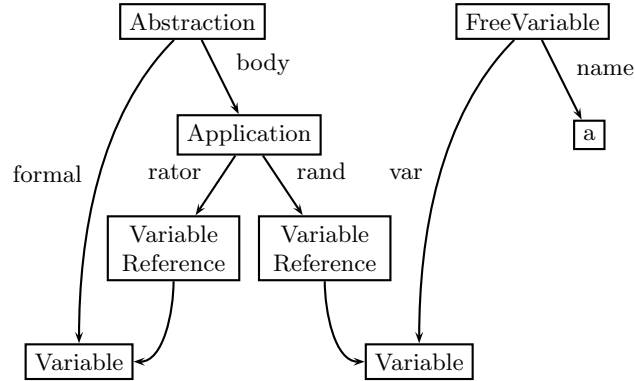 Abstraction
FreeVariable
body
name
Application
a
formal
rator
rand
var
Variable
Reference
Variable
Reference
Variable
Variable